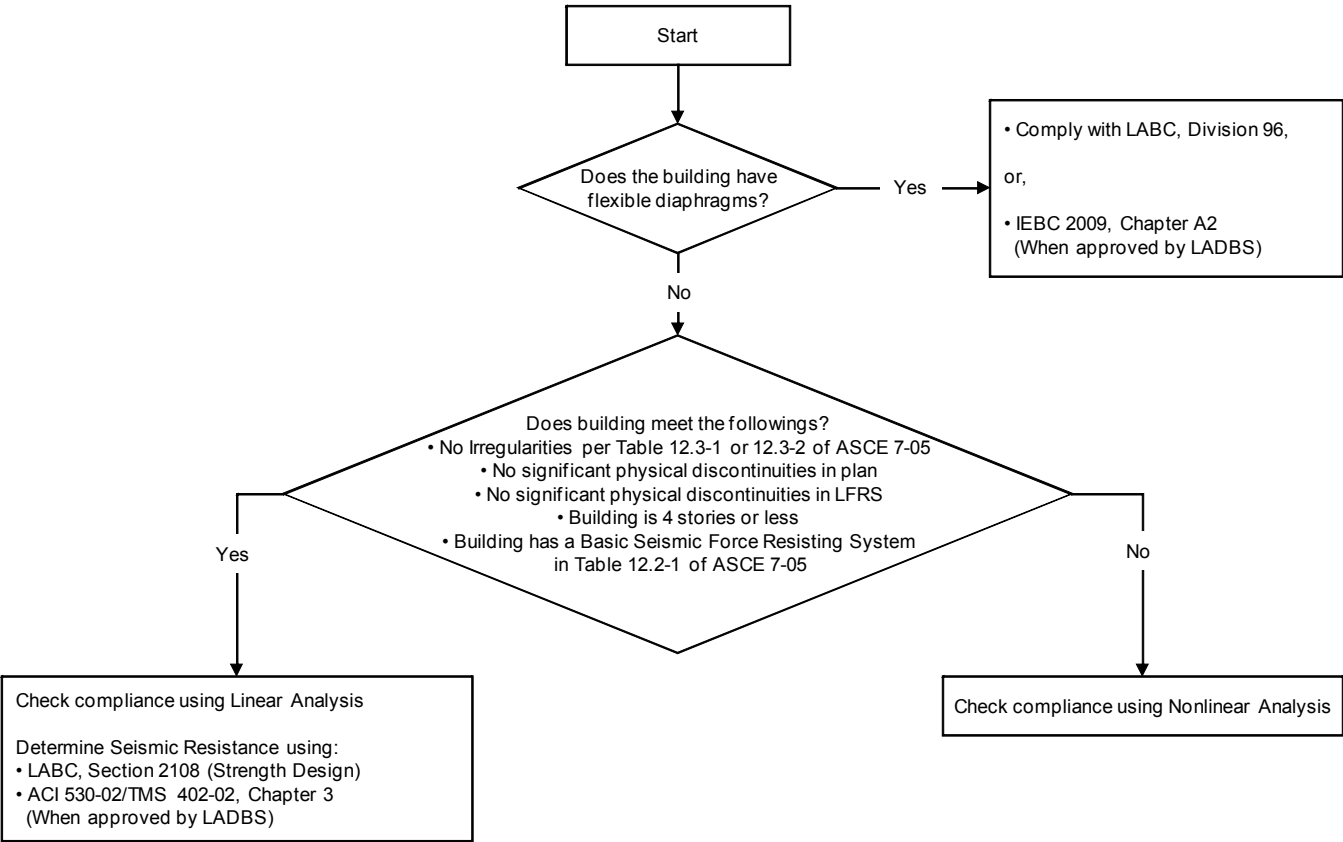 Start
Does the building have
flexible diaphragms?
Yes
• Comply with LABC, Division 96,
or,
• IEBC 2009, Chapter A2
(When approved by LADBS)
No
Does building meet the followings?
• No Irregularities per Table 12.3-1 or 12.3-2 of ASCE 7-05
• No significant physical discontinuities in plan
• No significant physical discontinuities in LFRS
• Building is 4 stories or less
• Building has a Basic Seismic Force Resisting System
in Table 12.2-1 of ASCE 7-05
Yes
No
Check compliance using Linear Analysis
Determine Seismic Resistance using:
• LABC, Section 2108 (Strength Design)
• ACI 530-02/TMS 402-02, Chapter 3
(When approved by LADBS)
Check compliance using Nonlinear Analysis